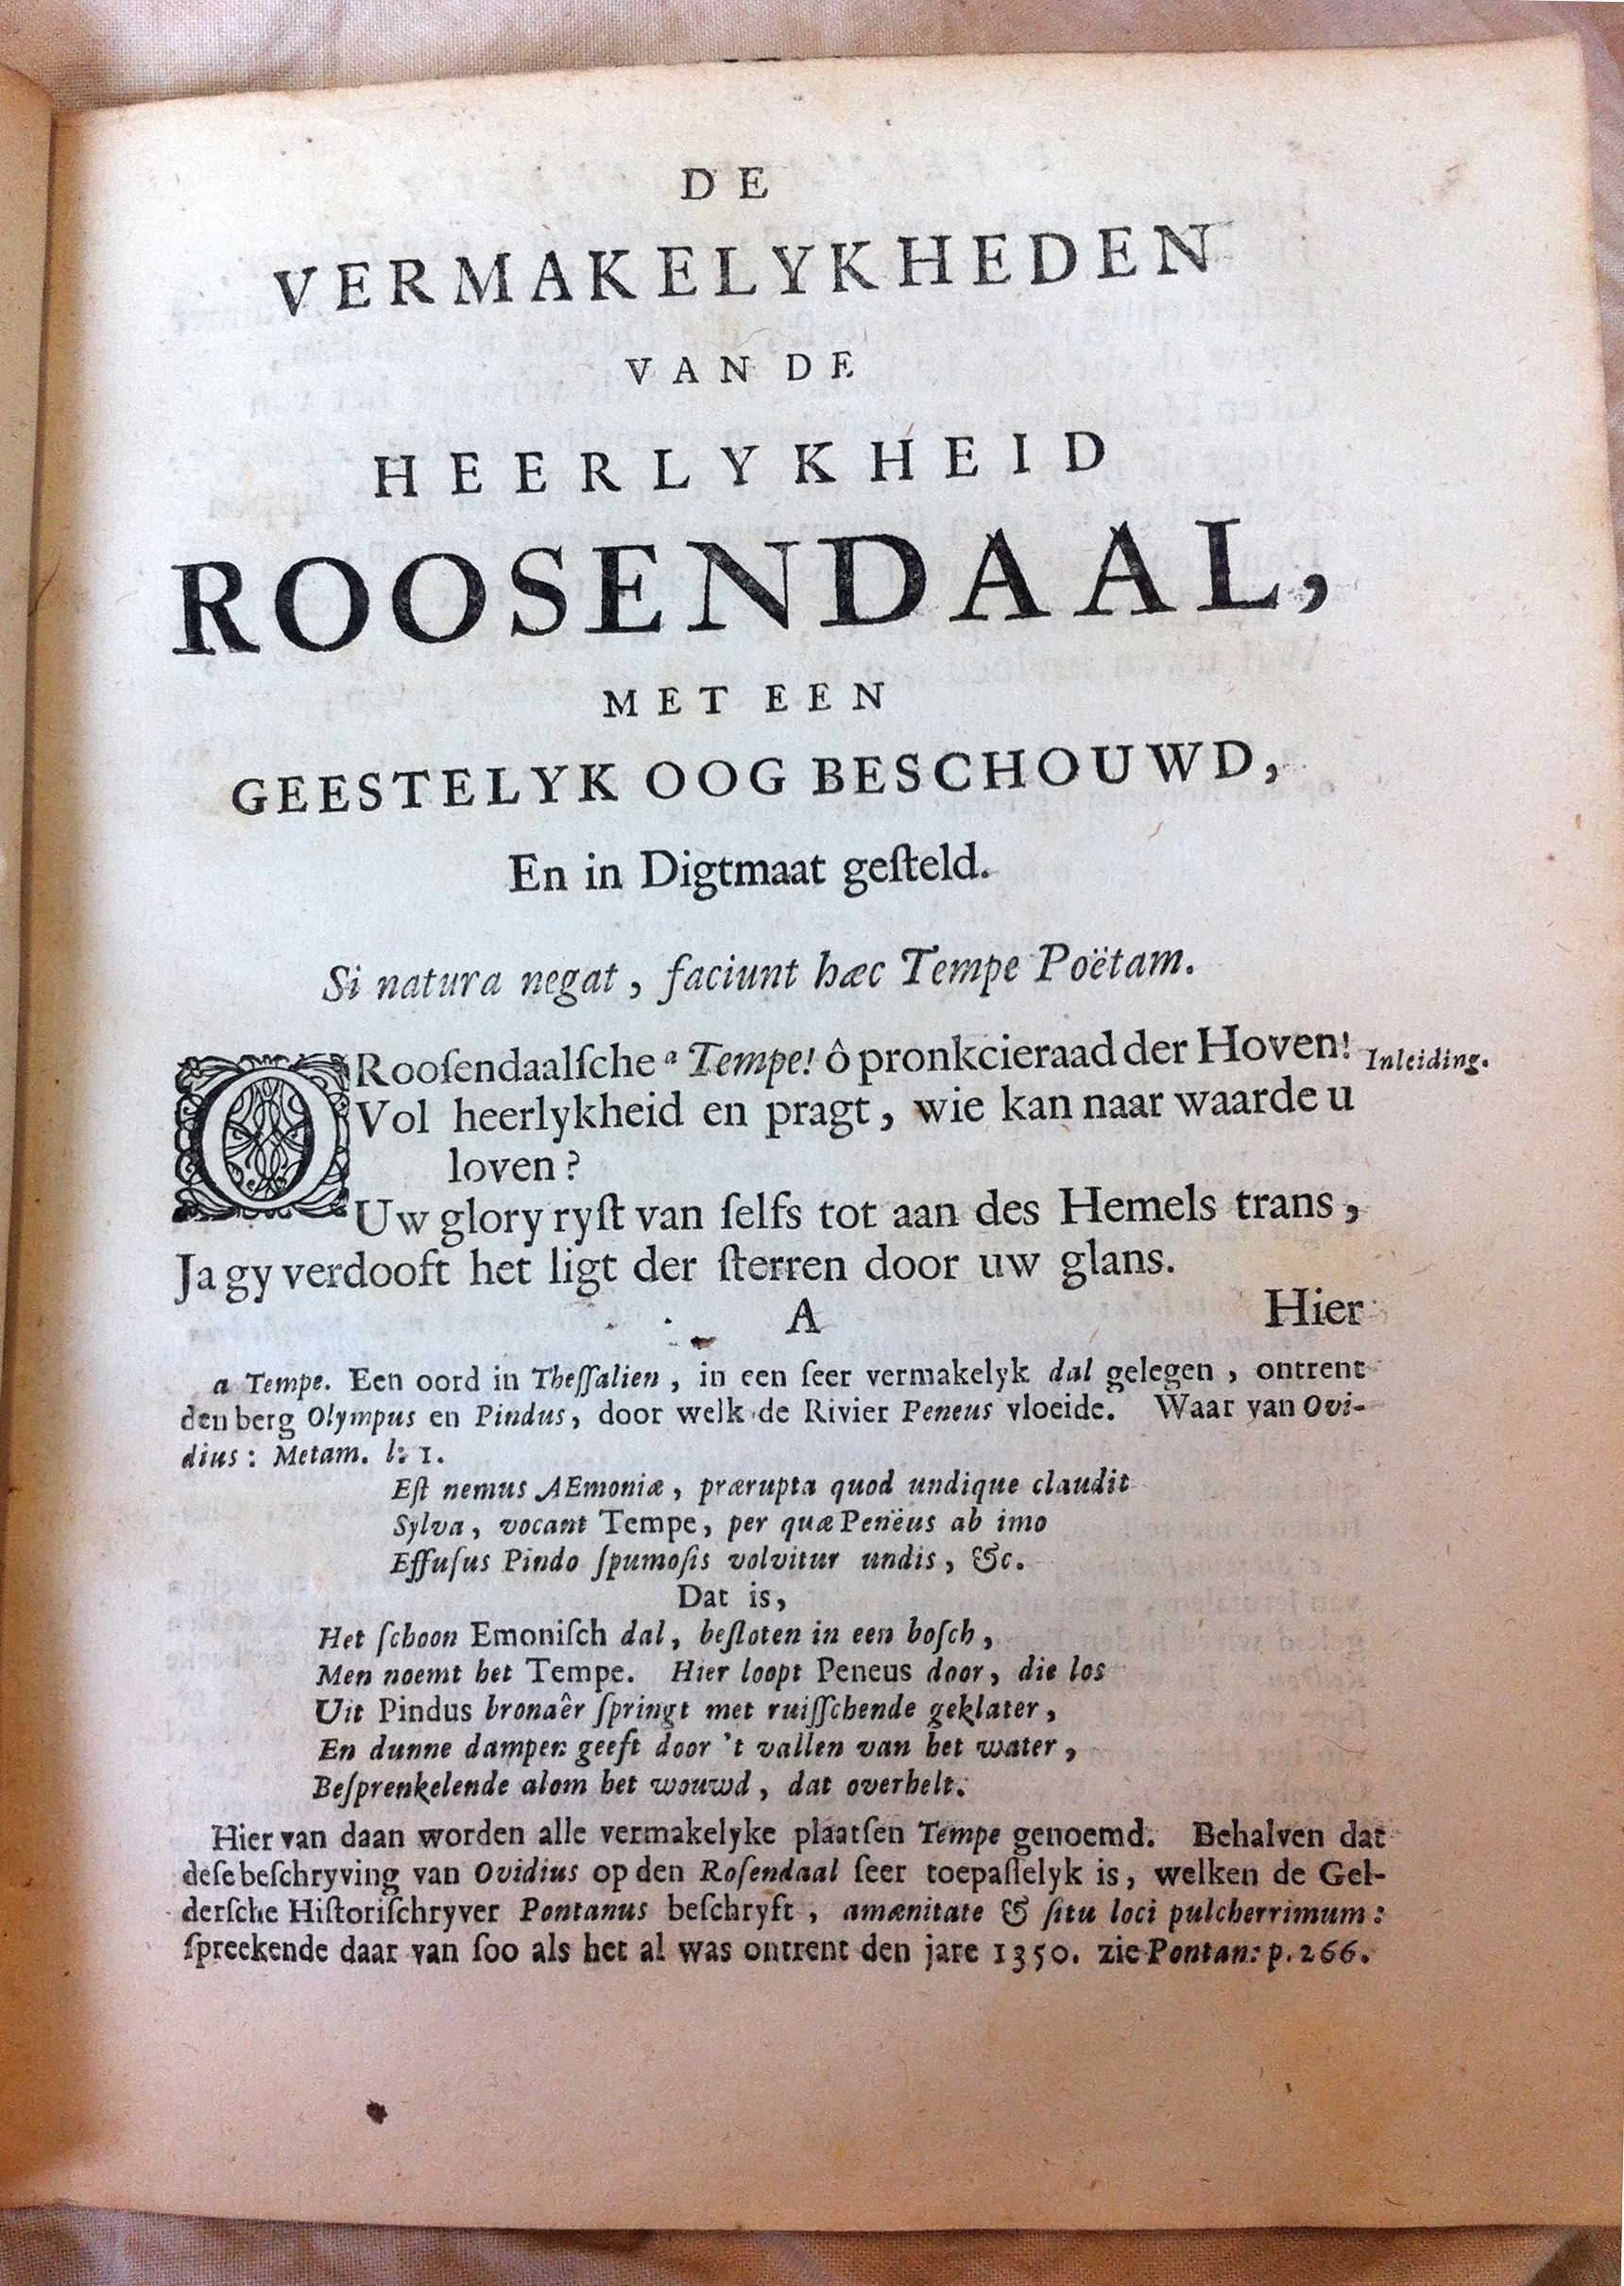 DE
VERMAKELYKHEDEN
VAN DE
HEERLYKHEID
ROOSENDAAL,
MET EEN
GEESTELYK OOG BESCHOUWD,
En in Digtmaat geſteld.
Si natura negat, faciunt hæc Tempe Poëtam.
O Rooſendaalſche a Tempe! ô pronkcieraad der Hoven! Inleiding.
Vol heerlykheid en pragt, wie kan naar waarde u
loven?
Uw glory ryſt van ſelfs tot aan des Hemels trans,
Ja gy verdooft het ligt der ſterren door uw glans.
A Hier
a Tempe. Een oord in Theſſalien, in een ſeer vermakelyk dal gelegen, ontrent
den berg Olympus en Pindus, door welk de Rivier Peneus vloeide. Waar van Ovi-
dius: Metam. l: 1.
Eſt nemus AEmoniæ, prærupta quod undique claudit
Sylva, vocant Tempe, per quæ Penëus ab imo
Effuſus Pindo ſpumoſis volvitur undis, &c.
Dat is,
Het ſchoon Emoniſch dal, beſloten in een boſch,
Men noemt het Tempe. Hier loopt Peneus door, die los
Uit Pindus bronaêr ſpringt met ruiſſchende geklater,
En dunne dampen geeft door 't vallen van het water,
Beſprenkelende alom het wouwd, dat overhelt.
Hier van daan worden alle vermakelyke plaatſen Tempe genoemd. Behalven dat
deſe beſchryving van Ovidius op den Roſendaal ſeer toepaſſelyk is, welken de Gel-
derſche Hiſtoriſchryver Pontanus beſchryft, amænitate & ſitu loci pulcherrimum:
ſpreekende daar van ſoo als het al was ontrent den jare 1350. zie Pontan: p. 266.